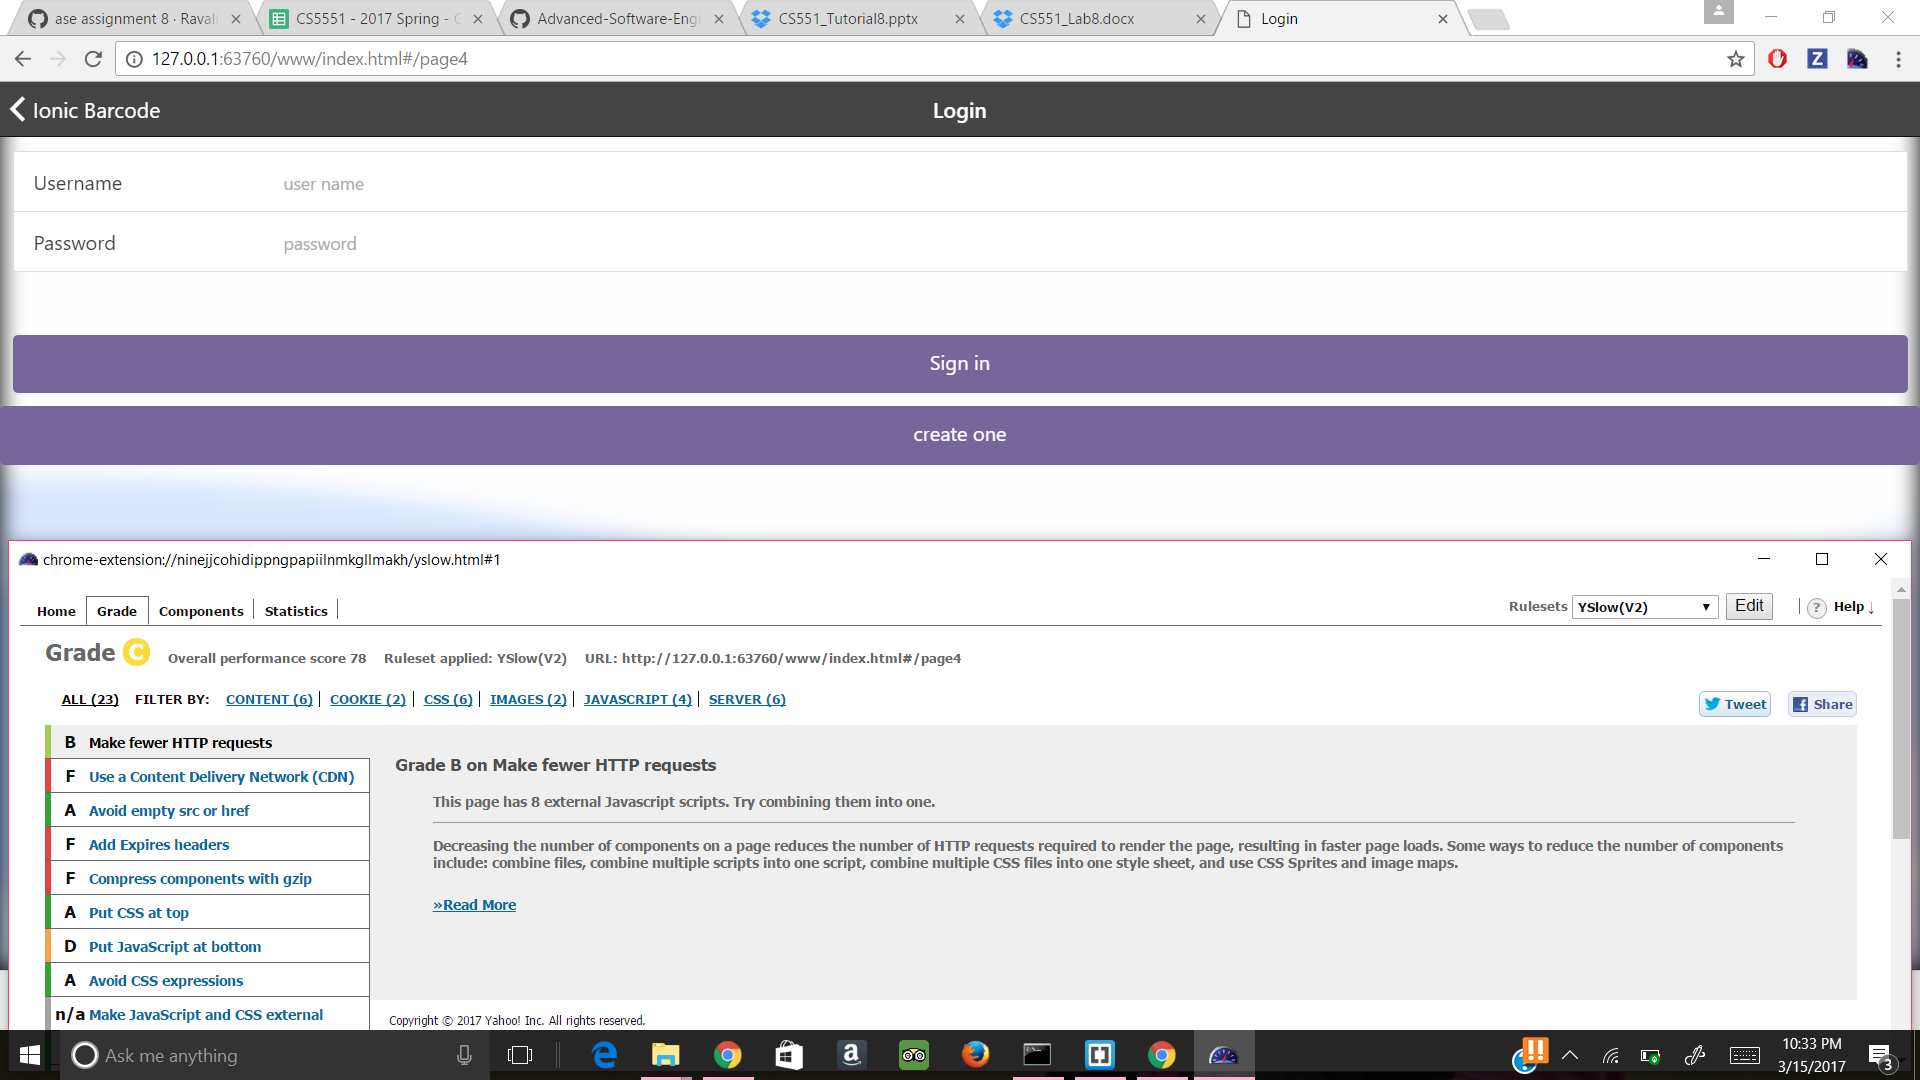 ase assignment 8 · Ravali
CS5551 - 2017 Spring -
Advanced-Software-Engi
CS551_Tutorial8.pptx
CS551_Lab8.docx
Login
127.0.0.1:63760/www/index.html#/page4
Z
Ionic Barcode
Login
Username user name
Password password
Sign in
create one
chrome-extension://ninejjcohidippngpapiilnmkgllmakh/yslow.html#1
Home Grade Components Statistics
Rulesets YSlow(V2) Edit ? Help ↓
Grade C Overall performance score 78 Ruleset applied: YSlow(V2) URL: http://127.0.0.1:63760/www/index.html#/page4
ALL (23) FILTER BY: CONTENT (6) COOKIE (2) CSS (6) IMAGES (2) JAVASCRIPT (4) SERVER (6)
Tweet Share
B Make fewer HTTP requests
F Use a Content Delivery Network (CDN)
A Avoid empty src or href
F Add Expires headers
F Compress components with gzip
A Put CSS at top
D Put JavaScript at bottom
A Avoid CSS expressions
n/a Make JavaScript and CSS external
Grade B on Make fewer HTTP requests
This page has 8 external Javascript scripts. Try combining them into one.
Decreasing the number of components on a page reduces the number of HTTP requests required to render the page, resulting in faster page loads. Some ways to reduce the number of components
include: combine files, combine multiple scripts into one script, combine multiple CSS files into one style sheet, and use CSS Sprites and image maps.
»Read More
Copyright © 2017 Yahoo! Inc. All rights reserved.
Ask me anything
10:33 PM
3/15/2017
3